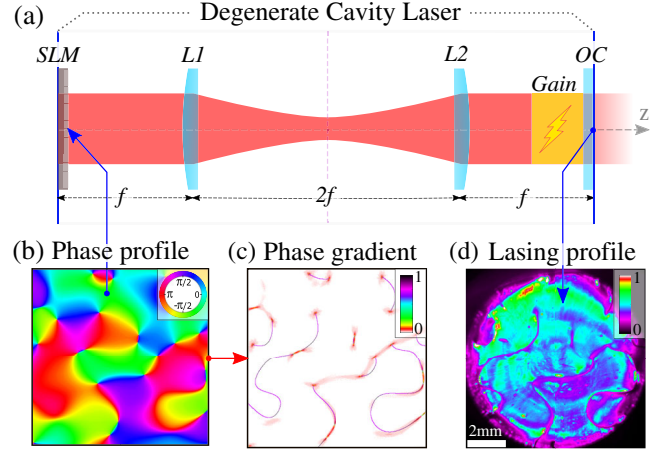 (a) Degenerate Cavity Laser
SLM L1 L2 OC
Gain
z
f 2f f
(b) Phase profile
π/2
π 0
-π/2
(c) Phase gradient
1
0
(d) Lasing profile
1
0
2mm